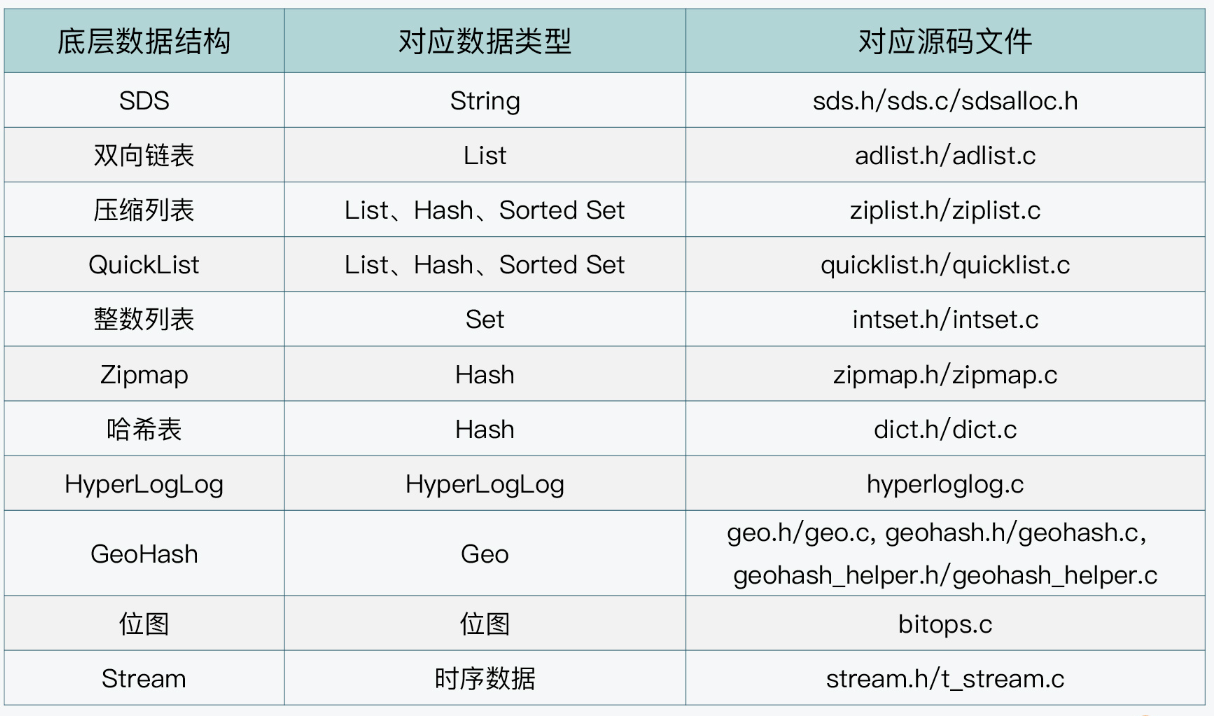 底层数据结构 对应数据类型 对应源码文件
SDS String sds.h/sds.c/sdsalloc.h
双向链表 List adlist.h/adlist.c
压缩列表 List、Hash、Sorted Set ziplist.h/ziplist.c
QuickList List、Hash、Sorted Set quicklist.h/quicklist.c
整数列表 Set intset.h/intset.c
Zipmap Hash zipmap.h/zipmap.c
哈希表 Hash dict.h/dict.c
HyperLogLog HyperLogLog hyperloglog.c
GeoHash Geo geo.h/geo.c, geohash.h/geohash.c,
geohash_helper.h/geohash_helper.c
位图 位图 bitops.c
Stream 时序数据 stream.h/t_stream.c